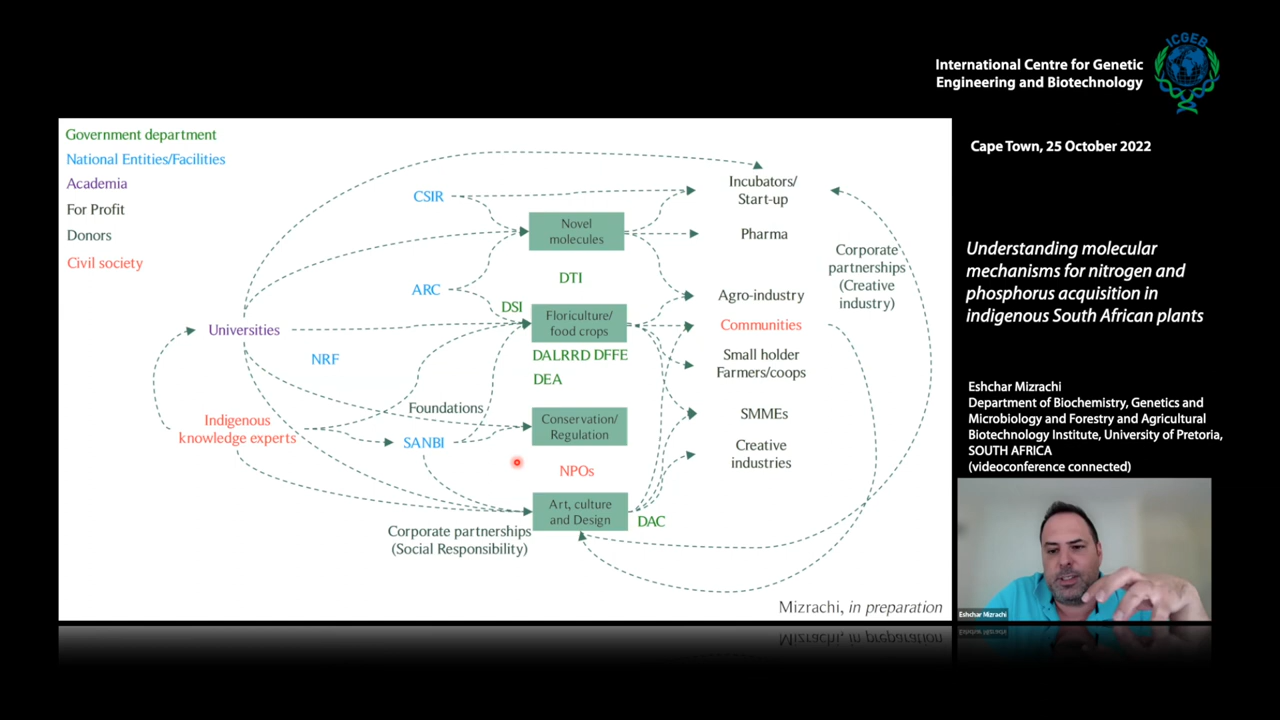 ICGEB
International Centre for Genetic
Engineering and Biotechnology
Cape Town, 25 October 2022
Understanding molecular
mechanisms for nitrogen and
phosphorus acquisition in
indigenous South African plants
Eshchar Mizrachi
Department of Biochemistry, Genetics and
Microbiology and Forestry and Agricultural
Biotechnology Institute, University of Pretoria,
SOUTH AFRICA
(videoconference connected)
Eshchar Mizrachi
Government department
National Entities/Facilities
Academia
For Profit
Donors
Civil society
Universities
Indigenous
knowledge experts
CSIR
ARC
NRF
Foundations
SANBI
Corporate partnerships
(Social Responsibility)
Novel
molecules
DTI
DSI
Floriculture/
food crops
DALRRD DFFE
DEA
Conservation/
Regulation
NPOs
Art, culture
and Design
DAC
Incubators/
Start-up
Pharma
Agro-industry
Communities
Small holder
Farmers/coops
SMMEs
Creative
industries
Corporate
partnerships
(Creative
industry)
Mizrachi, in preparation